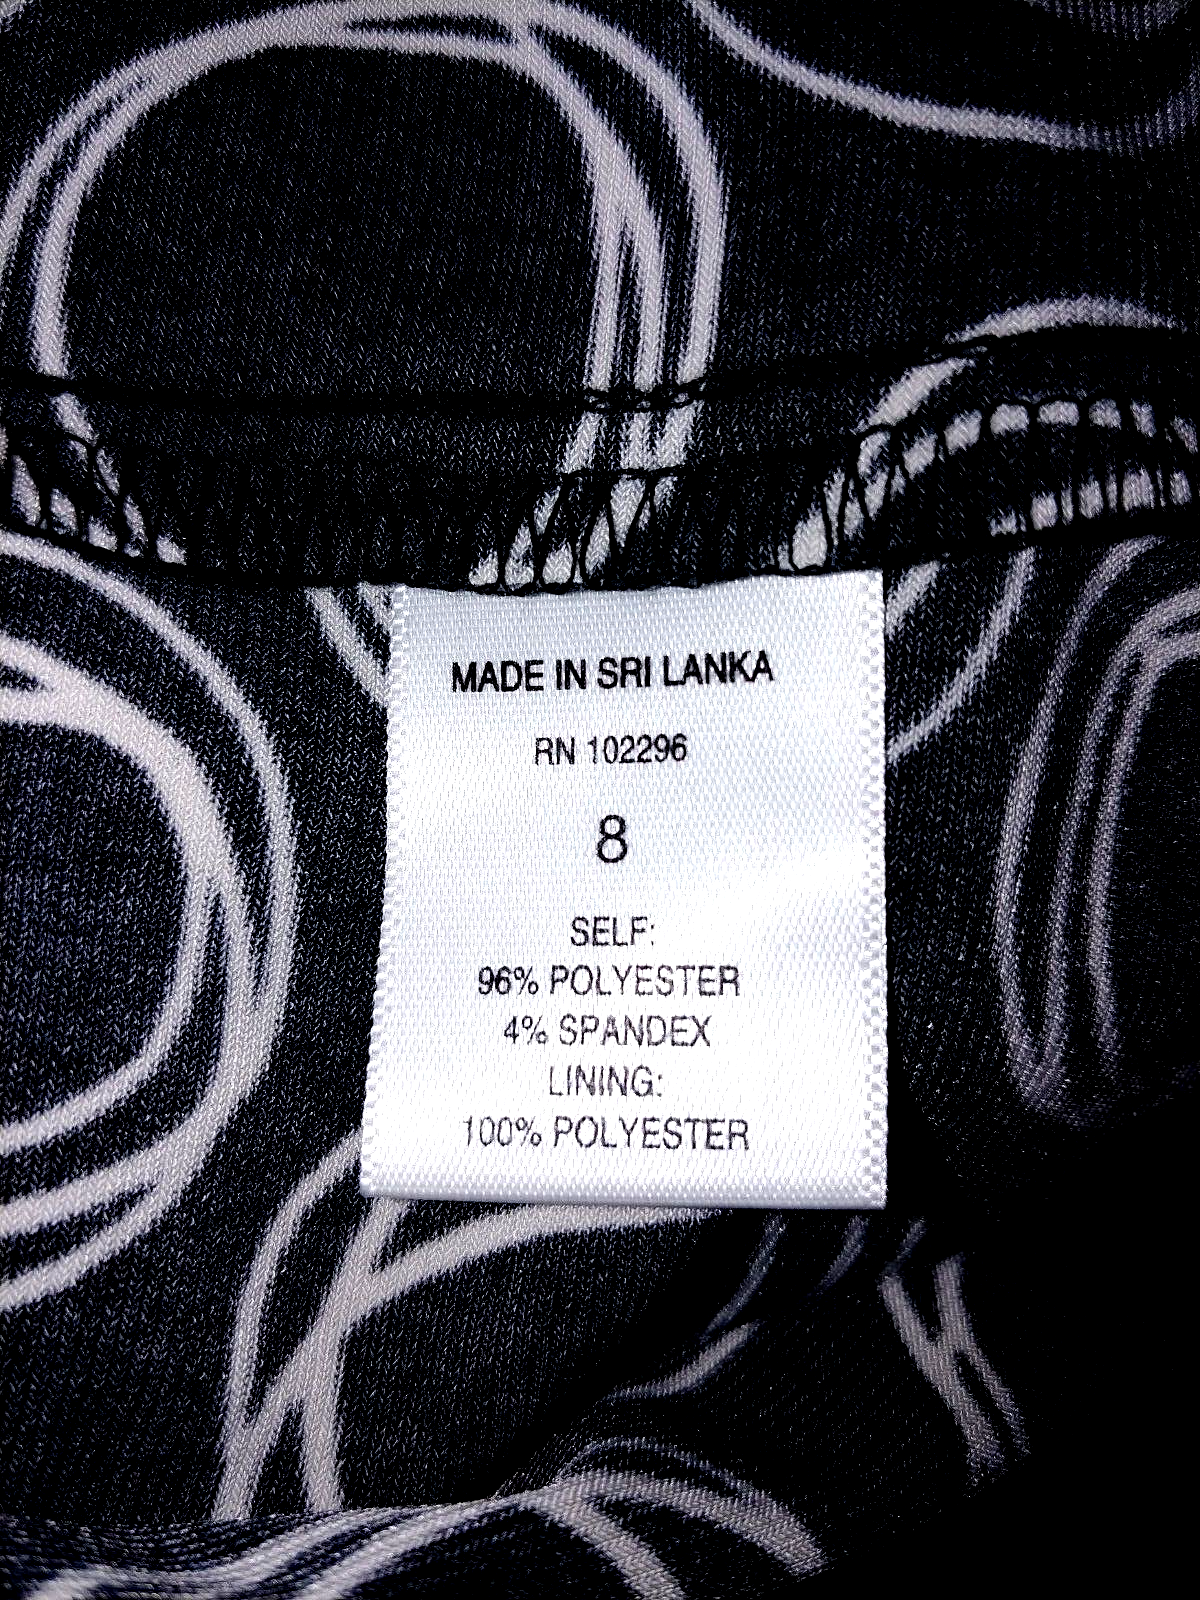 MADE IN SRI LANKA
RN 102296
8
SELF:
96% POLYESTER
4% SPANDEX
LINING:
100% POLYESTER